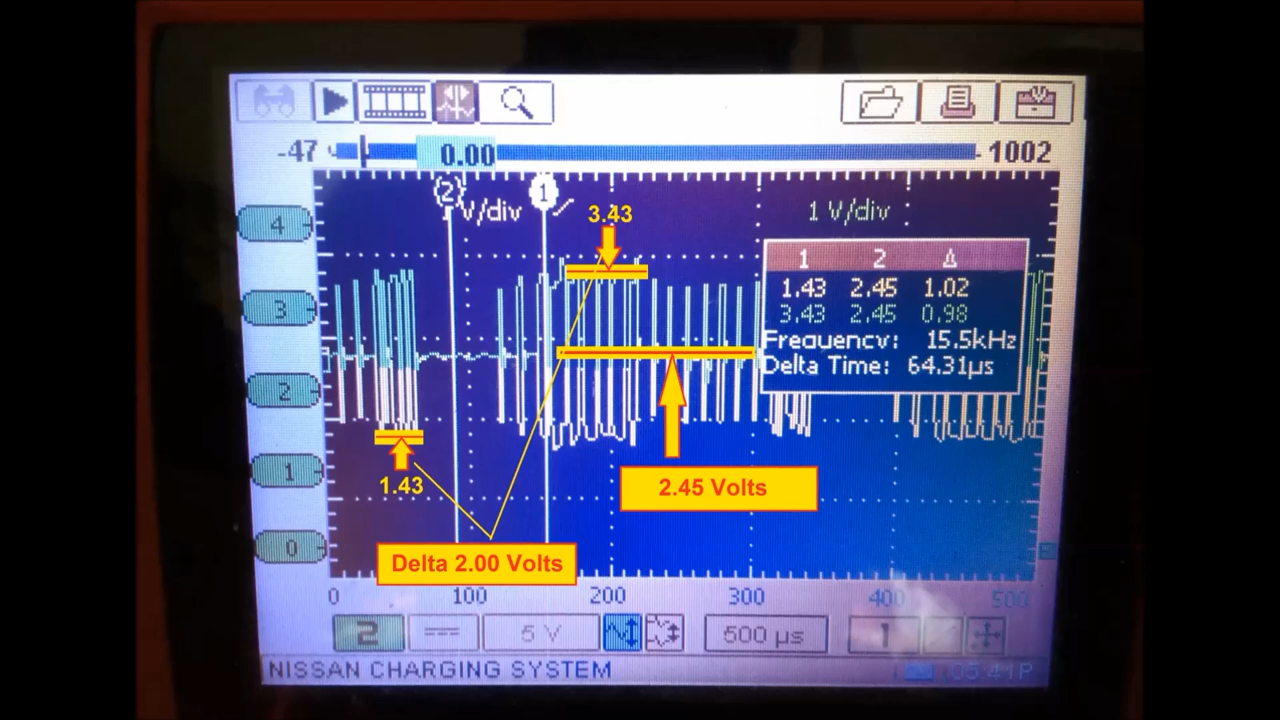 -47
0.00
1002
4
3
2
1
0
2
1
V/div
1 V/div
3.43
1 2 Δ
1.43 2.45 1.02
3.43 2.45 0.98
Frequency: 15.5kHz
Delta Time: 64.31µs
1.43
2.45 Volts
Delta 2.00 Volts
0 100 200 300 400 500
2
5 V
500 µs
1
NISSAN CHARGING SYSTEM
05:41P